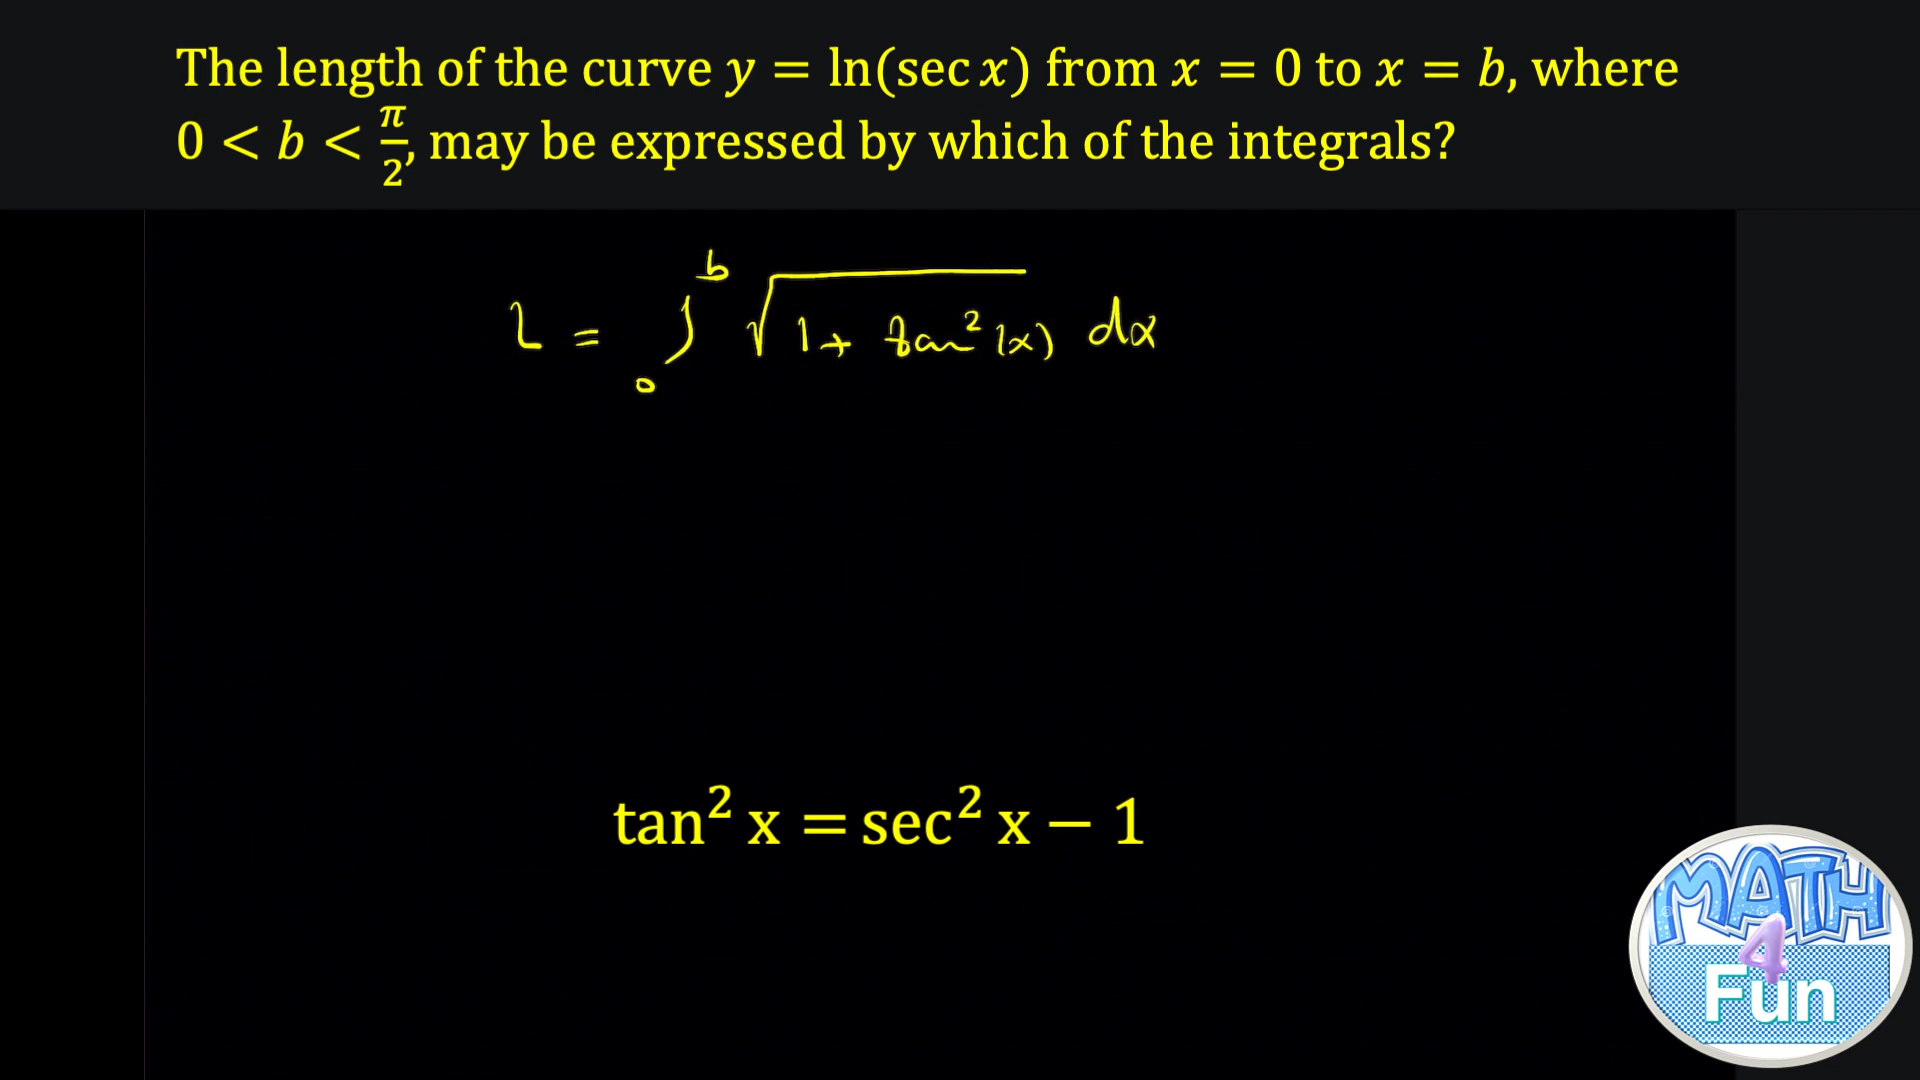 The length of the curve y = ln(sec x) from x = 0 to x = b, where
0 < b < π/2, may be expressed by which of the integrals?
L = ∫₀ᵇ √(1 + tan²(x)) dx
tan² x = sec² x − 1
MATH
4
Fun